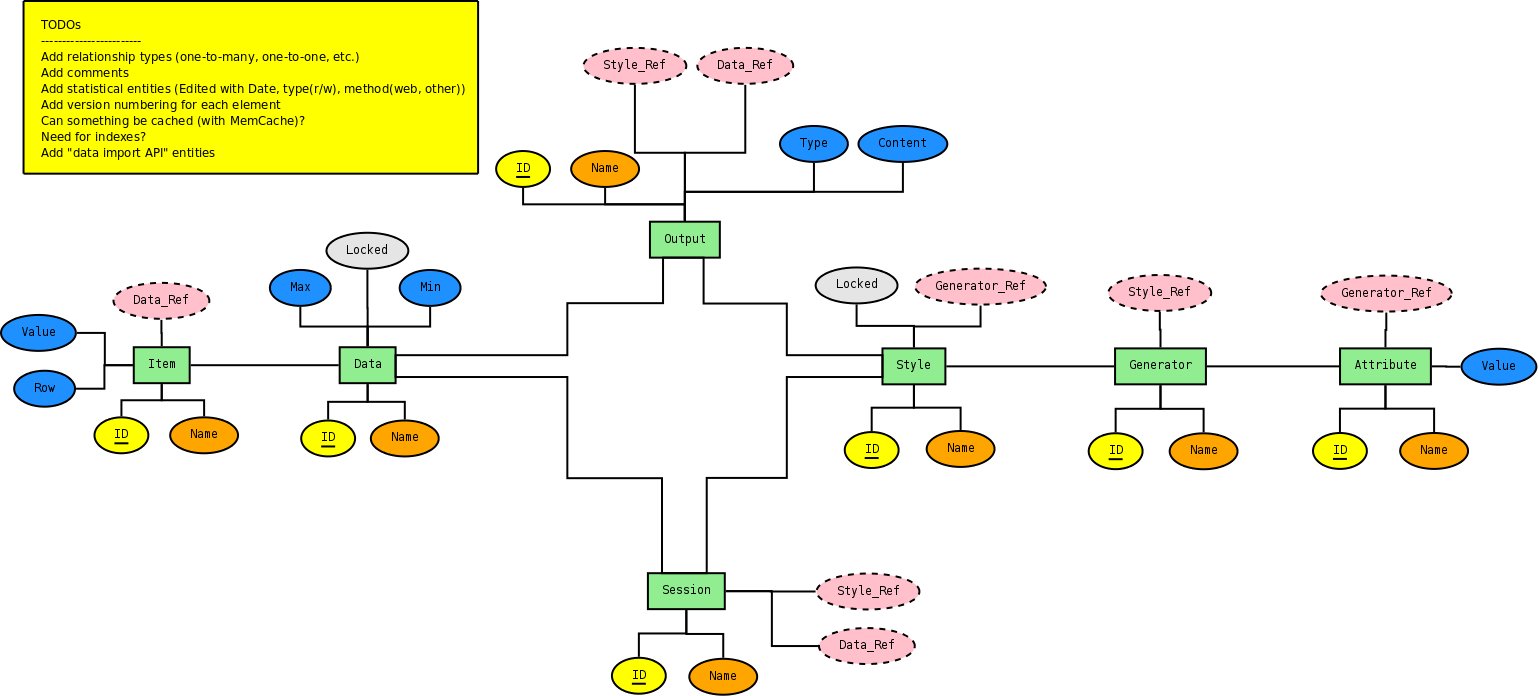 TODOs
------------------------
Add relationship types (one-to-many, one-to-one, etc.)
Add comments
Add statistical entities (Edited with Date, type(r/w), method(web, other))
Add version numbering for each element
Can something be cached (with MemCache)?
Need for indexes?
Add "data import API" entities
Style_Ref
Data_Ref
Type
Content
ID
Name
Output
Locked
Max
Min
Data_Ref
Value
Row
Item
Data
ID
Name
ID
Name
Locked
Generator_Ref
Style_Ref
Generator_Ref
Style
Generator
Attribute
Value
ID
Name
ID
Name
ID
Name
Session
Style_Ref
Data_Ref
ID
Name